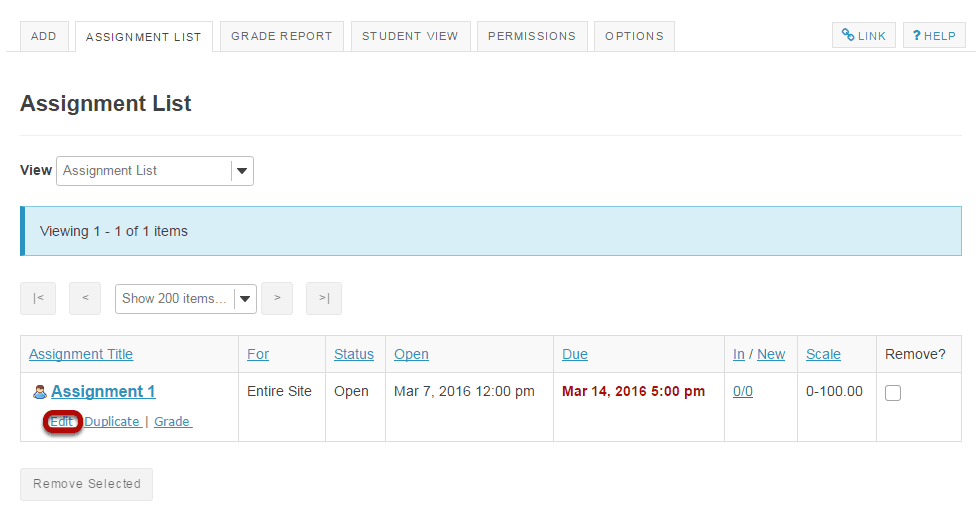 ADD ASSIGNMENT LIST GRADE REPORT STUDENT VIEW PERMISSIONS OPTIONS LINK ? HELP
Assignment List
View Assignment List
Viewing 1 - 1 of 1 items
|< < Show 200 items... > >|
Assignment Title For Status Open Due In / New Scale Remove?
Assignment 1 Entire Site Open Mar 7, 2016 12:00 pm Mar 14, 2016 5:00 pm 0/0 0-100.00
Edit Duplicate | Grade
Remove Selected